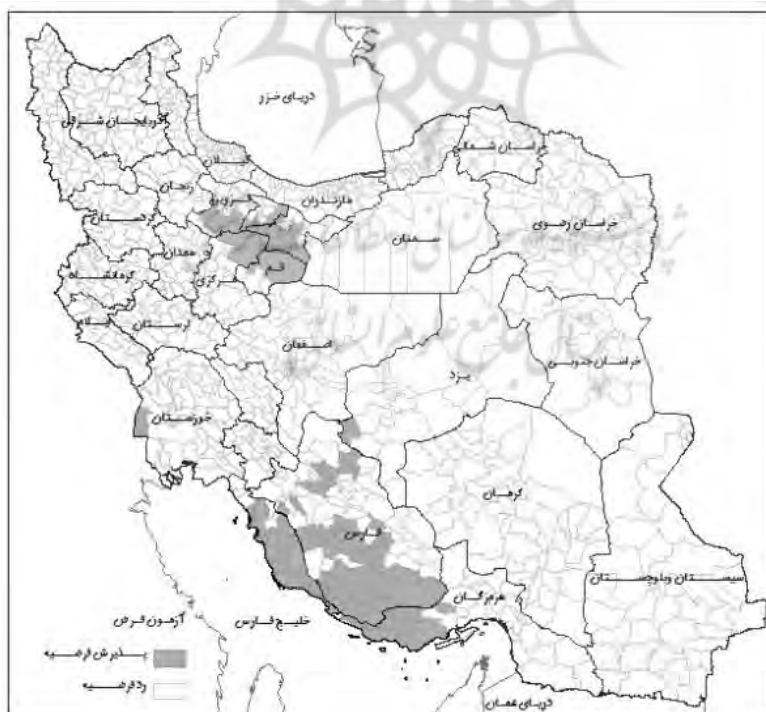 دریای خزر
آذربایجان شرقی
خراسان شمالی
گیلان
زنجان
قزوین
مازندران
کردستان
سمنان
خراسان رضوی
همدان
قم
کرمانشاه
مرکزی
ایلام
لرستان
اصفهان
خراسان جنوبی
یزد
خوزستان
کرمان
فارس
سیستان وبلوچستان
هرمزگان
خلیج فارس
آزمون فرض
پذیرش فرضیه
رد فرضیه
دریای عمان